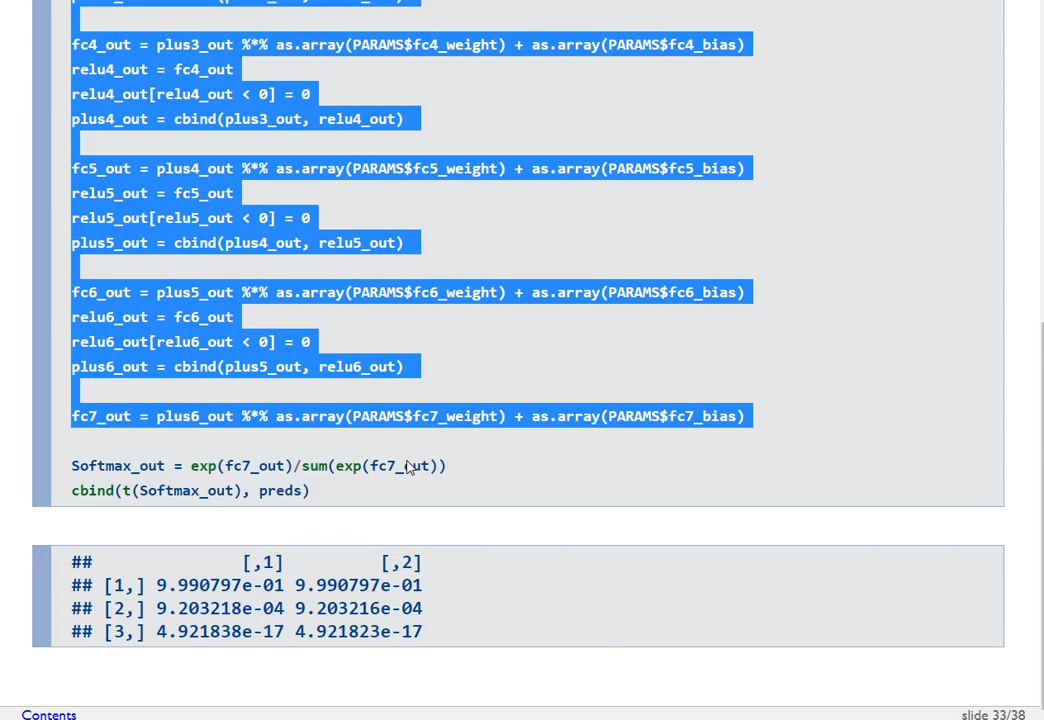 fc4_out = plus3_out %*% as.array(PARAMS$fc4_weight) + as.array(PARAMS$fc4_bias)
relu4_out = fc4_out
relu4_out[relu4_out < 0] = 0
plus4_out = cbind(plus3_out, relu4_out)
fc5_out = plus4_out %*% as.array(PARAMS$fc5_weight) + as.array(PARAMS$fc5_bias)
relu5_out = fc5_out
relu5_out[relu5_out < 0] = 0
plus5_out = cbind(plus4_out, relu5_out)
fc6_out = plus5_out %*% as.array(PARAMS$fc6_weight) + as.array(PARAMS$fc6_bias)
relu6_out = fc6_out
relu6_out[relu6_out < 0] = 0
plus6_out = cbind(plus5_out, relu6_out)
fc7_out = plus6_out %*% as.array(PARAMS$fc7_weight) + as.array(PARAMS$fc7_bias)
Softmax_out = exp(fc7_out)/sum(exp(fc7_out))
cbind(t(Softmax_out), preds)
## [,1] [,2]
## [1,] 9.990797e-01 9.990797e-01
## [2,] 9.203218e-04 9.203216e-04
## [3,] 4.921838e-17 4.921823e-17
Contents
slide 33/38